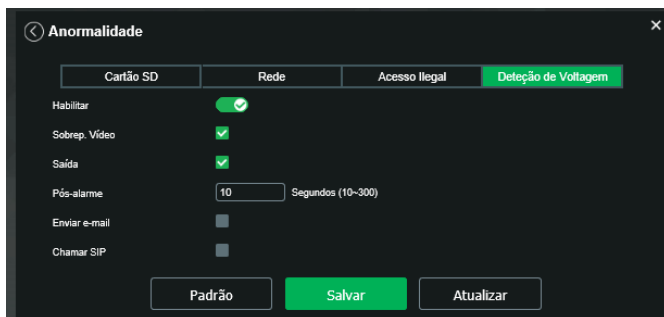 Anormalidade
Cartão SD Rede Acesso Ilegal Deteção de Voltagem
Habilitar
Sobrep. Vídeo
Saída
Pós-alarme 10 Segundos (10~300)
Enviar e-mail
Chamar SIP
Padrão Salvar Atualizar